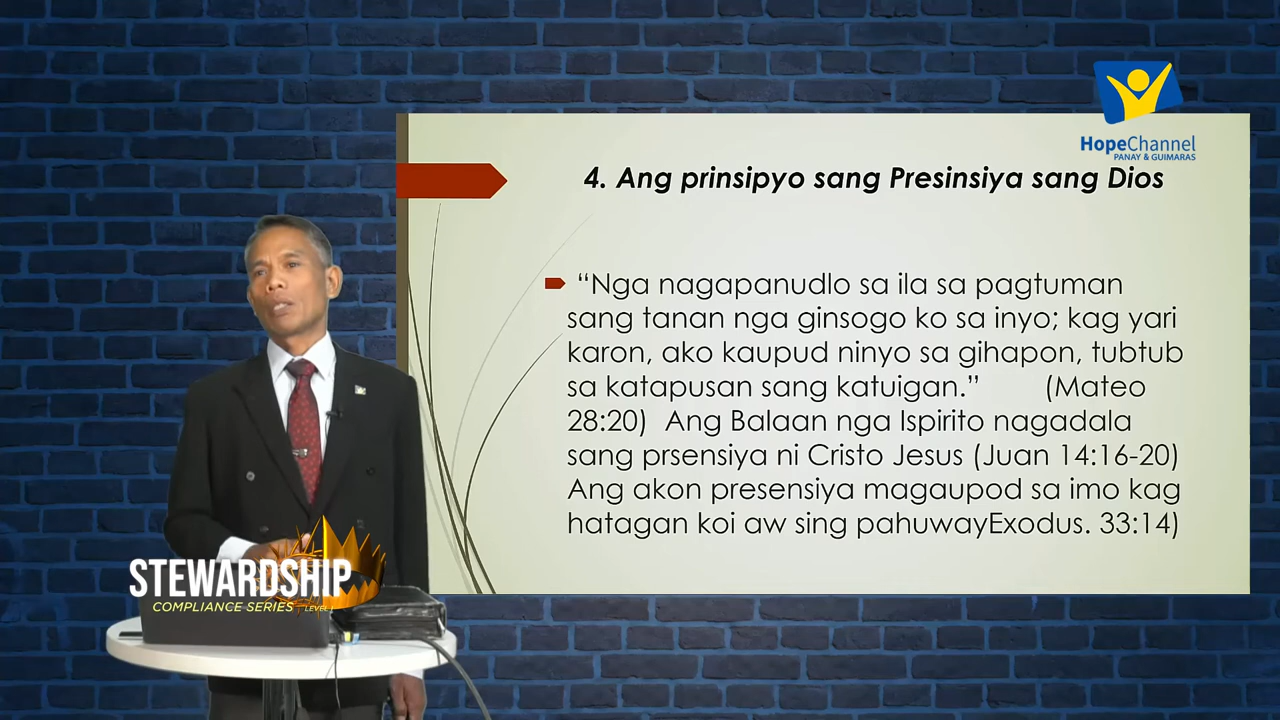 HopeChannel
PANAY & GUIMARAS
4. Ang prinsipyo sang Presinsiya sang Dios
“Nga nagapanudlo sa ila sa pagtuman
sang tanan nga ginsogo ko sa inyo; kag yari
karon, ako kaupud ninyo sa gihapon, tubtub
sa katapusan sang katuigan.” (Mateo
28:20) Ang Balaan nga Ispirito nagadala
sang prsensiya ni Cristo Jesus (Juan 14:16-20)
Ang akon presensiya magaupod sa imo kag
hatagan koi aw sing pahuwayExodus. 33:14)
STEWARDSHIP
COMPLIANCE SERIES LEVEL I